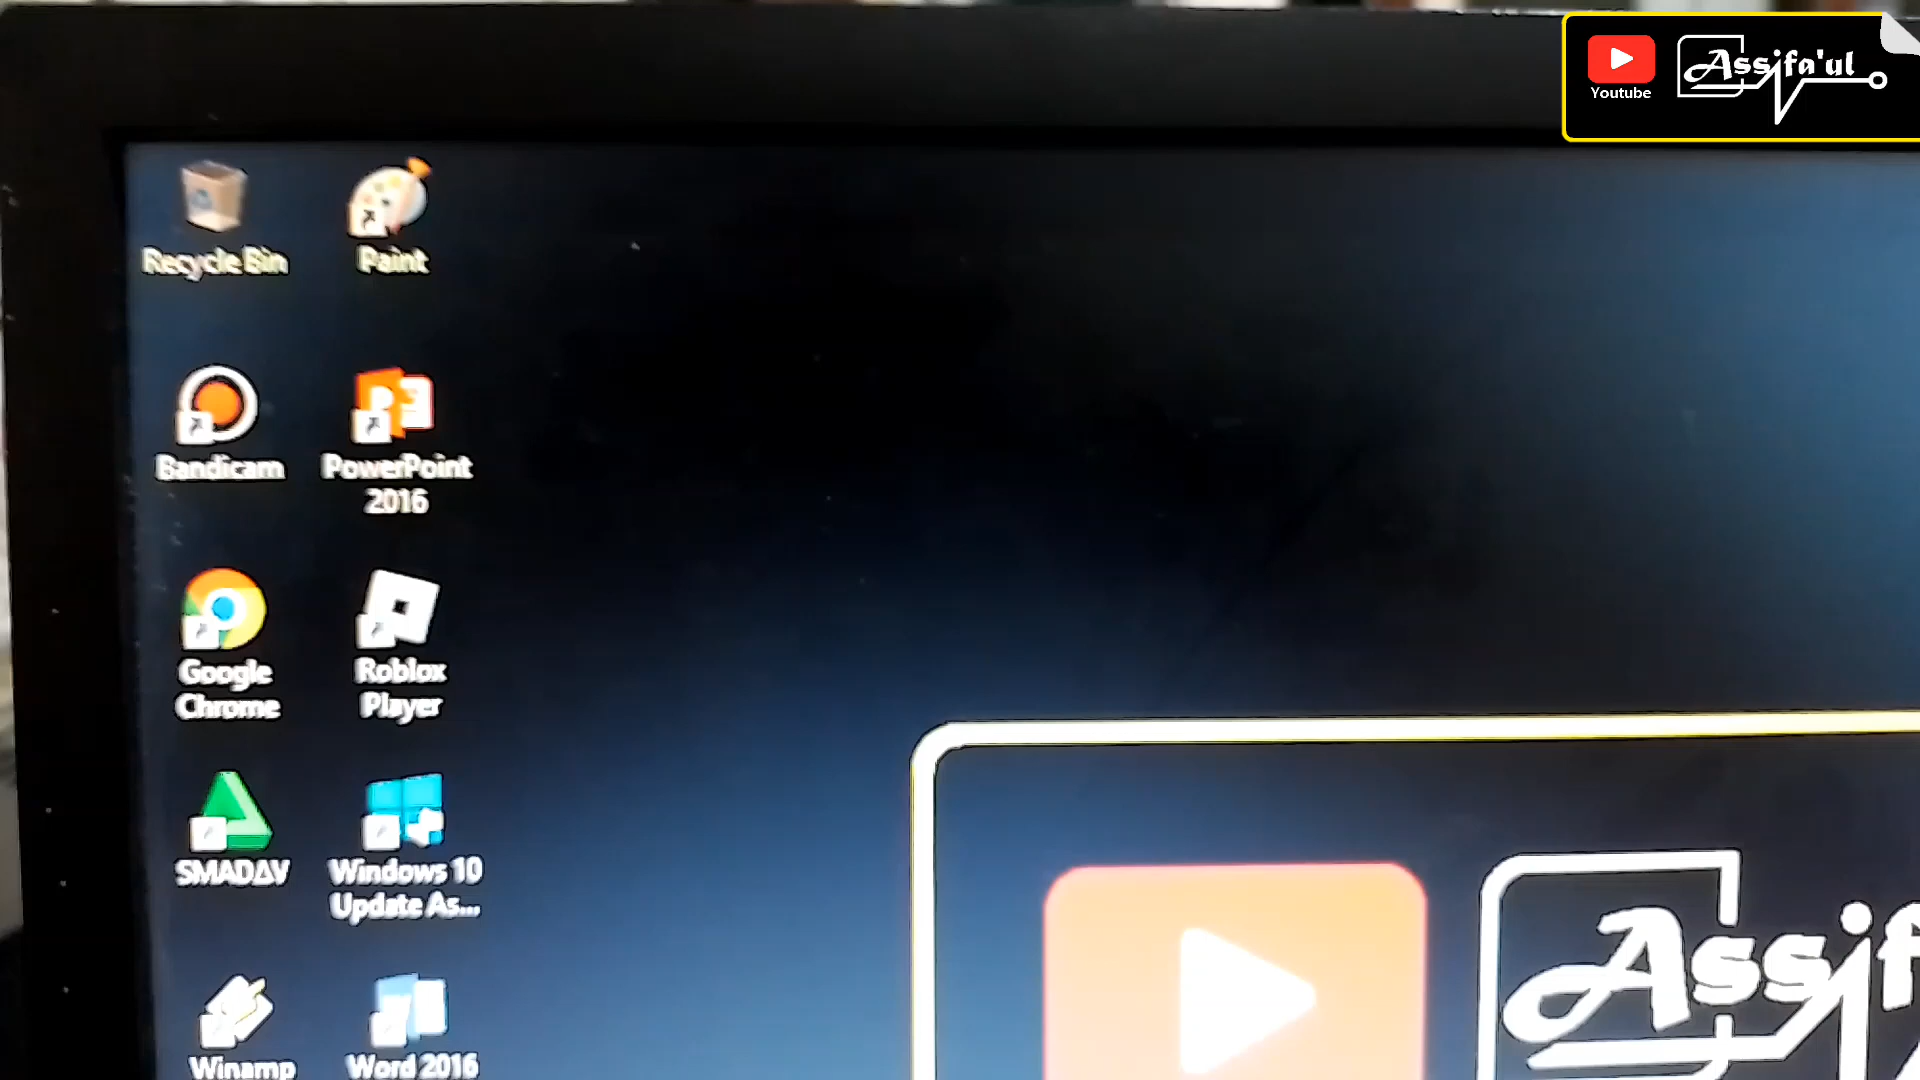 Youtube
Assifa'ul
Recycle Bin
Paint
Bandicam
PowerPoint
2016
Google
Chrome
Roblox
Player
SMADAV
Windows 10
Update As...
Winamp
Word 2016
Assif